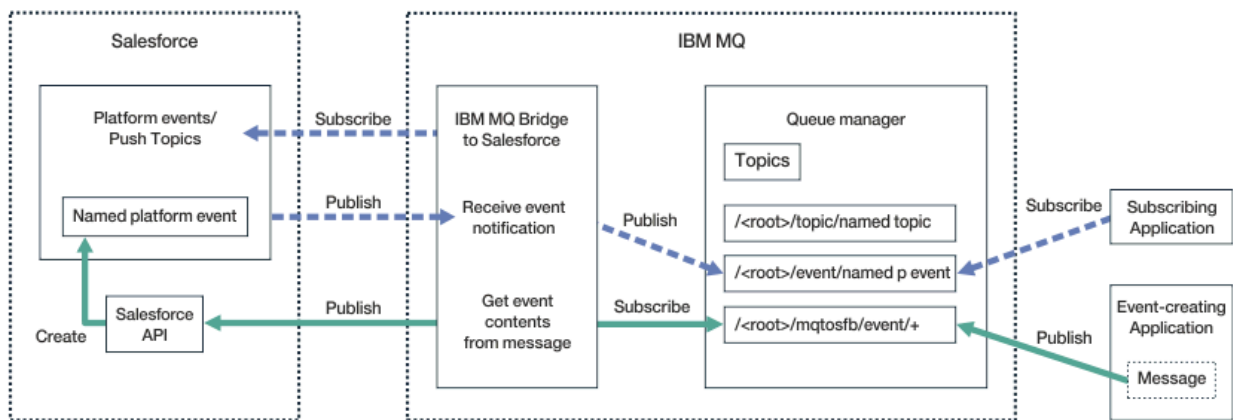 Salesforce
IBM MQ
Platform events/
Push Topics
Subscribe
IBM MQ Bridge
to Salesforce
Queue manager
Topics
Named platform event
Publish
Receive event
notification
Publish
/<root>/topic/named topic
Subscribe
Subscribing
Application
/<root>/event/named p event
Create
Salesforce
API
Publish
Get event
contents
from message
Subscribe
/<root>/mqtosfb/event/+
Publish
Event-creating
Application
Message